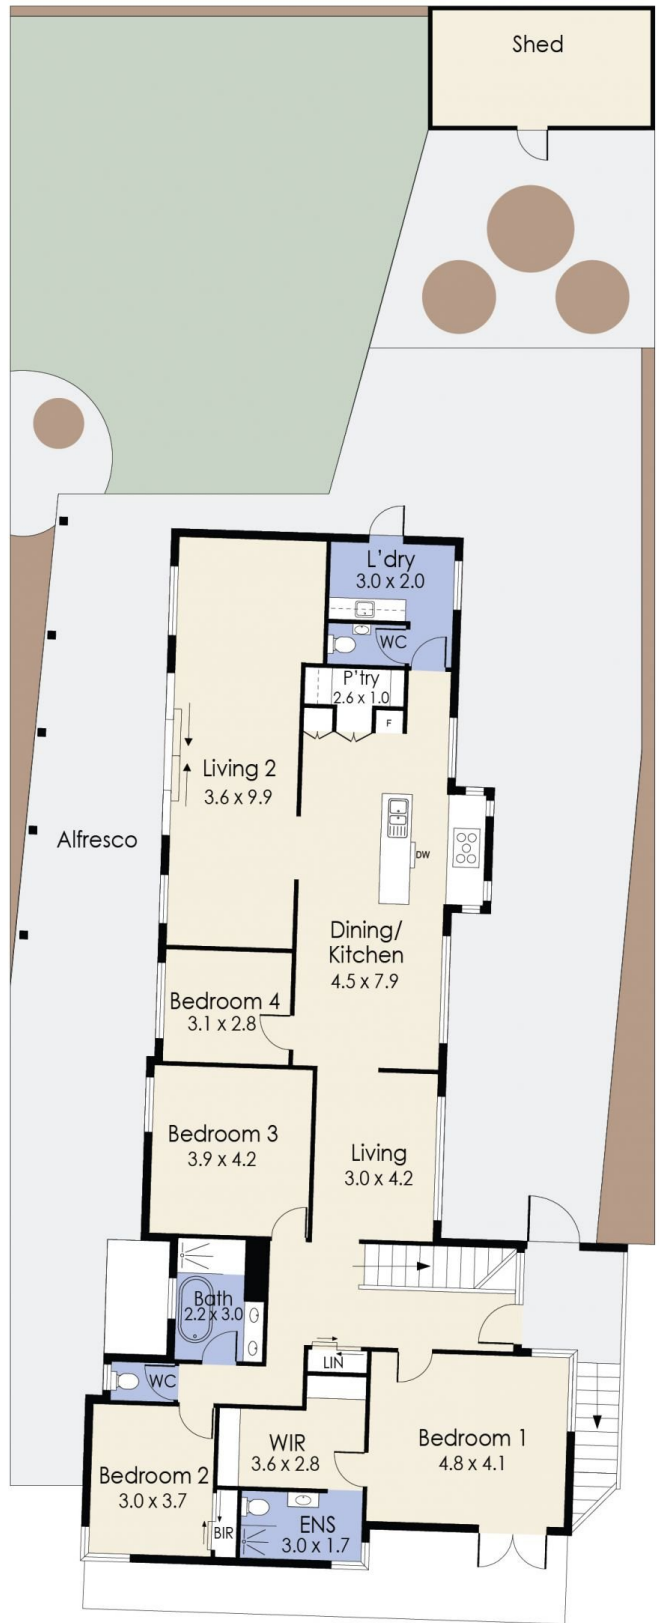 Shed
L'dry
3.0 x 2.0
WC
P'try
2.6 x 1.0
F
Living 2
3.6 x 9.9
Alfresco
DW
Dining/
Kitchen
4.5 x 7.9
Bedroom 4
3.1 x 2.8
Bedroom 3
3.9 x 4.2
Living
3.0 x 4.2
Bath
2.2 x 3.0
LIN
WC
WIR
3.6 x 2.8
Bedroom 1
4.8 x 4.1
Bedroom 2
3.0 x 3.7
BIR
ENS
3.0 x 1.7